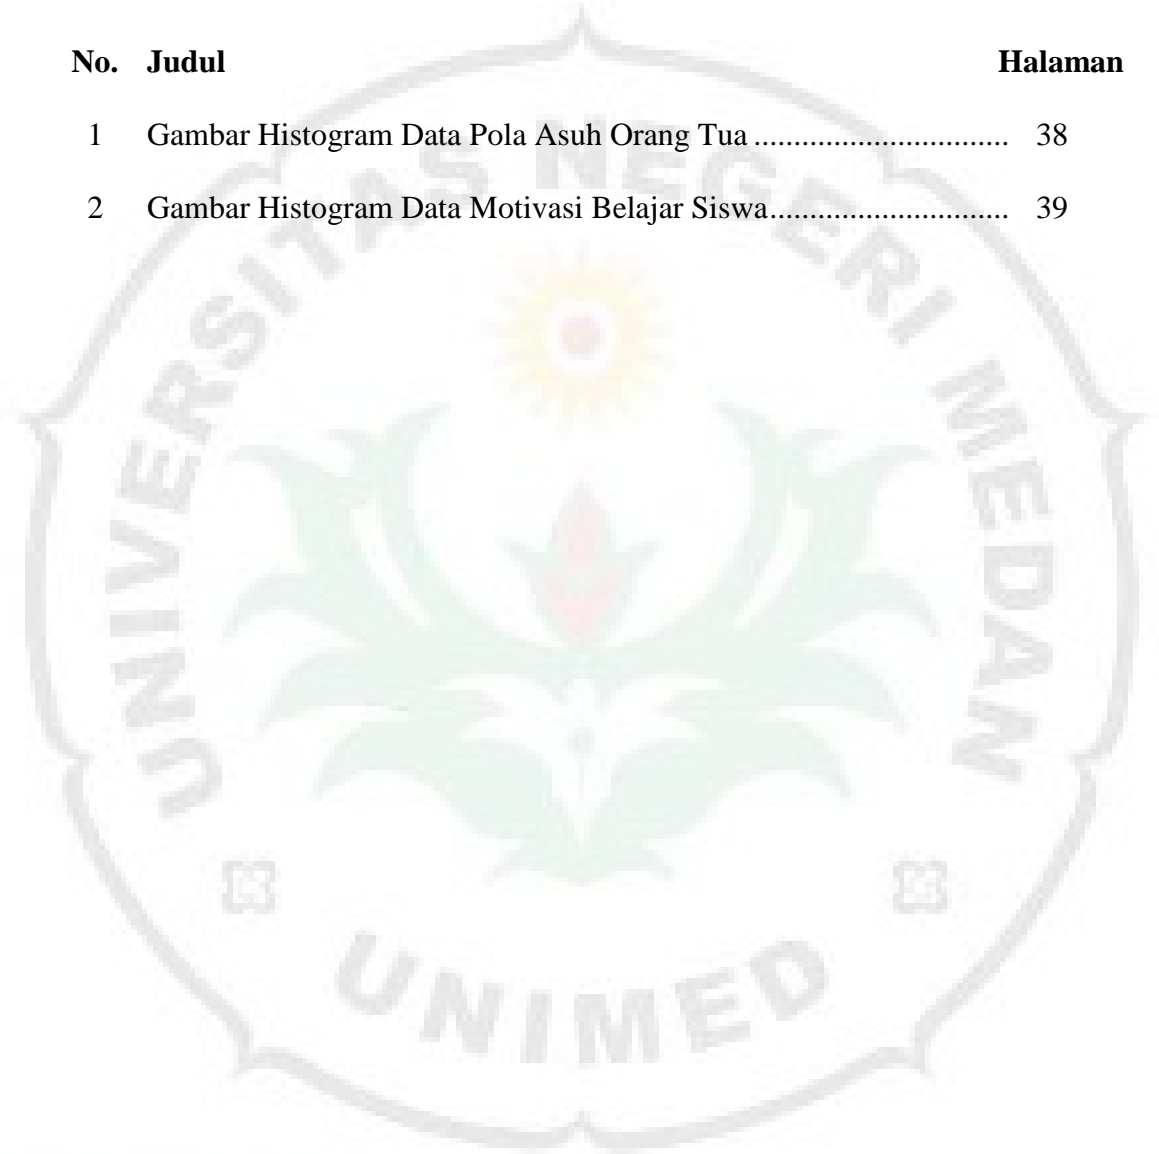 No. Judul Halaman
1 Gambar Histogram Data Pola Asuh Orang Tua ................................ 38
2 Gambar Histogram Data Motivasi Belajar Siswa.............................. 39
UNIVERSITAS NEGERI MEDAN
UNIMED